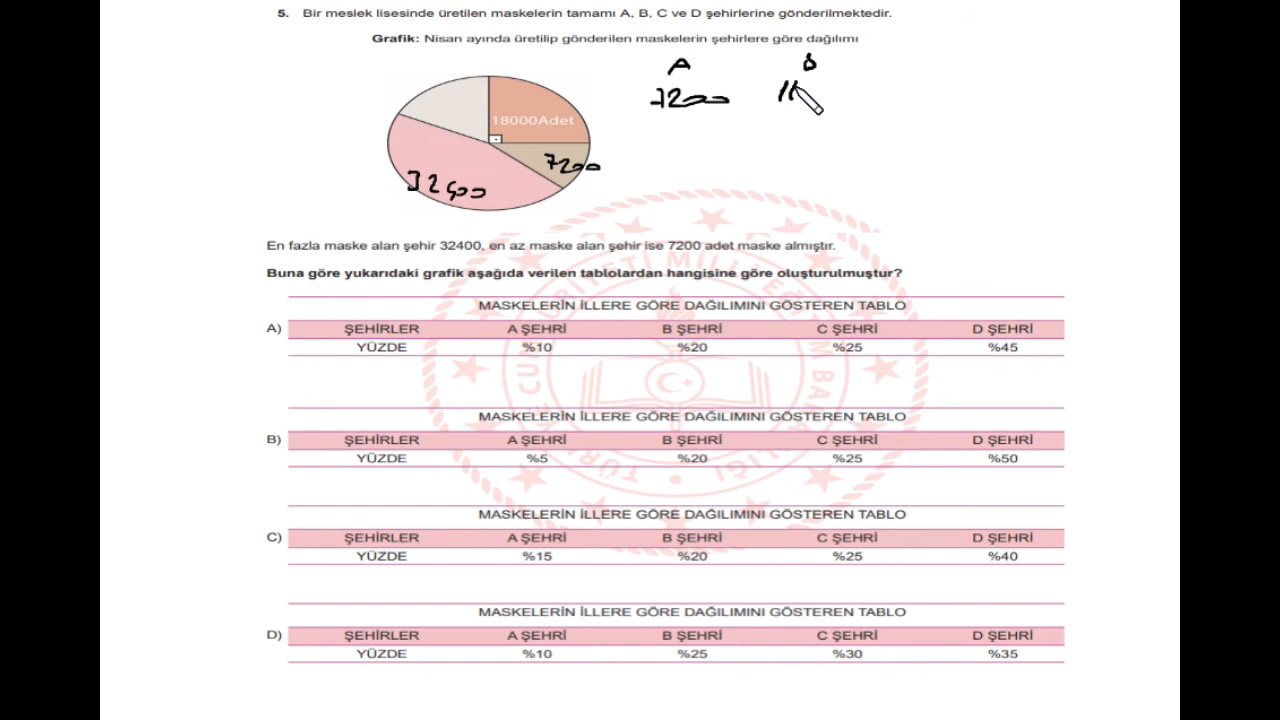 5. Bir meslek lisesinde üretilen maskelerin tamamı A, B, C ve D şehirlerine gönderilmektedir.
Grafik: Nisan ayında üretilip gönderilen maskelerin şehirlere göre dağılımı
A B
7200
18000Adet
7200
32400
En fazla maske alan şehir 32400, en az maske alan şehir ise 7200 adet maske almıştır.
Buna göre yukarıdaki grafik aşağıda verilen tablolardan hangisine göre oluşturulmuştur?
MASKELERİN İLLERE GÖRE DAĞILIMINI GÖSTEREN TABLO
A) ŞEHİRLER A ŞEHRİ B ŞEHRİ C ŞEHRİ D ŞEHRİ
YÜZDE %10 %20 %25 %45
MASKELERİN İLLERE GÖRE DAĞILIMINI GÖSTEREN TABLO
B) ŞEHİRLER A ŞEHRİ B ŞEHRİ C ŞEHRİ D ŞEHRİ
YÜZDE %5 %20 %25 %50
MASKELERİN İLLERE GÖRE DAĞILIMINI GÖSTEREN TABLO
C) ŞEHİRLER A ŞEHRİ B ŞEHRİ C ŞEHRİ D ŞEHRİ
YÜZDE %15 %20 %25 %40
MASKELERİN İLLERE GÖRE DAĞILIMINI GÖSTEREN TABLO
D) ŞEHİRLER A ŞEHRİ B ŞEHRİ C ŞEHRİ D ŞEHRİ
YÜZDE %10 %25 %30 %35